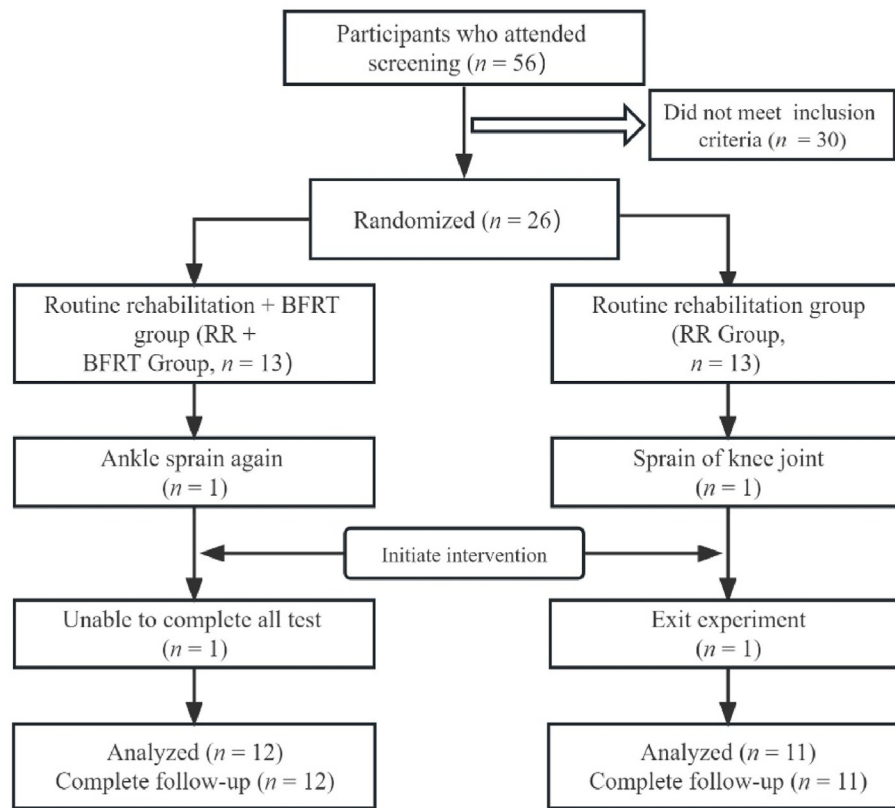 Participants who attended
screening (n = 56)
Did not meet inclusion
criteria (n = 30)
Randomized (n = 26)
Routine rehabilitation + BFRT
group (RR +
BFRT Group, n = 13)
Routine rehabilitation group
(RR Group,
n = 13)
Ankle sprain again
(n = 1)
Sprain of knee joint
(n = 1)
Initiate intervention
Unable to complete all test
(n = 1)
Exit experiment
(n = 1)
Analyzed (n = 12)
Complete follow-up (n = 12)
Analyzed (n = 11)
Complete follow-up (n = 11)